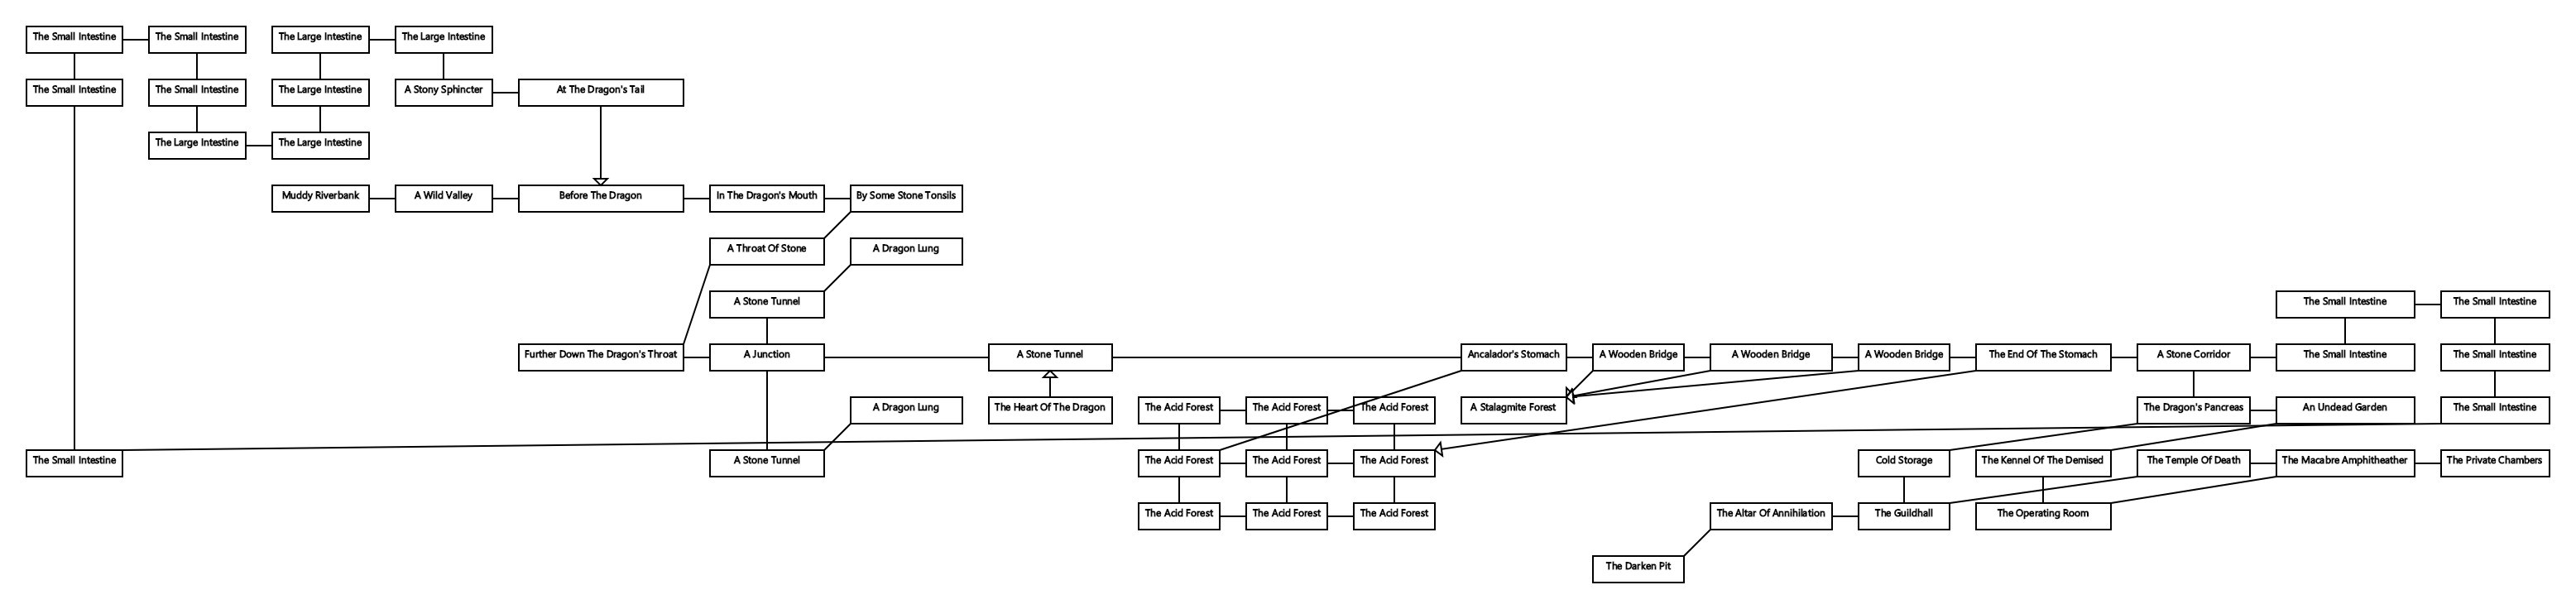 The Small Intestine
The Small Intestine
The Large Intestine
The Large Intestine
The Small Intestine
The Small Intestine
The Large Intestine
A Stony Sphincter
At The Dragon's Tail
The Large Intestine
The Large Intestine
Muddy Riverbank
A Wild Valley
Before The Dragon
In The Dragon's Mouth
By Some Stone Tonsils
A Throat Of Stone
A Dragon Lung
A Stone Tunnel
The Small Intestine
The Small Intestine
Further Down The Dragon's Throat
A Junction
A Stone Tunnel
Ancalador's Stomach
A Wooden Bridge
A Wooden Bridge
A Wooden Bridge
The End Of The Stomach
A Stone Corridor
The Small Intestine
The Small Intestine
A Dragon Lung
The Heart Of The Dragon
The Acid Forest
The Acid Forest
The Acid Forest
A Stalagmite Forest
The Dragon's Pancreas
An Undead Garden
The Small Intestine
The Small Intestine
A Stone Tunnel
The Acid Forest
The Acid Forest
The Acid Forest
Cold Storage
The Kennel Of The Demised
The Temple Of Death
The Macabre Amphitheather
The Private Chambers
The Acid Forest
The Acid Forest
The Acid Forest
The Altar Of Annihilation
The Guildhall
The Operating Room
The Darken Pit